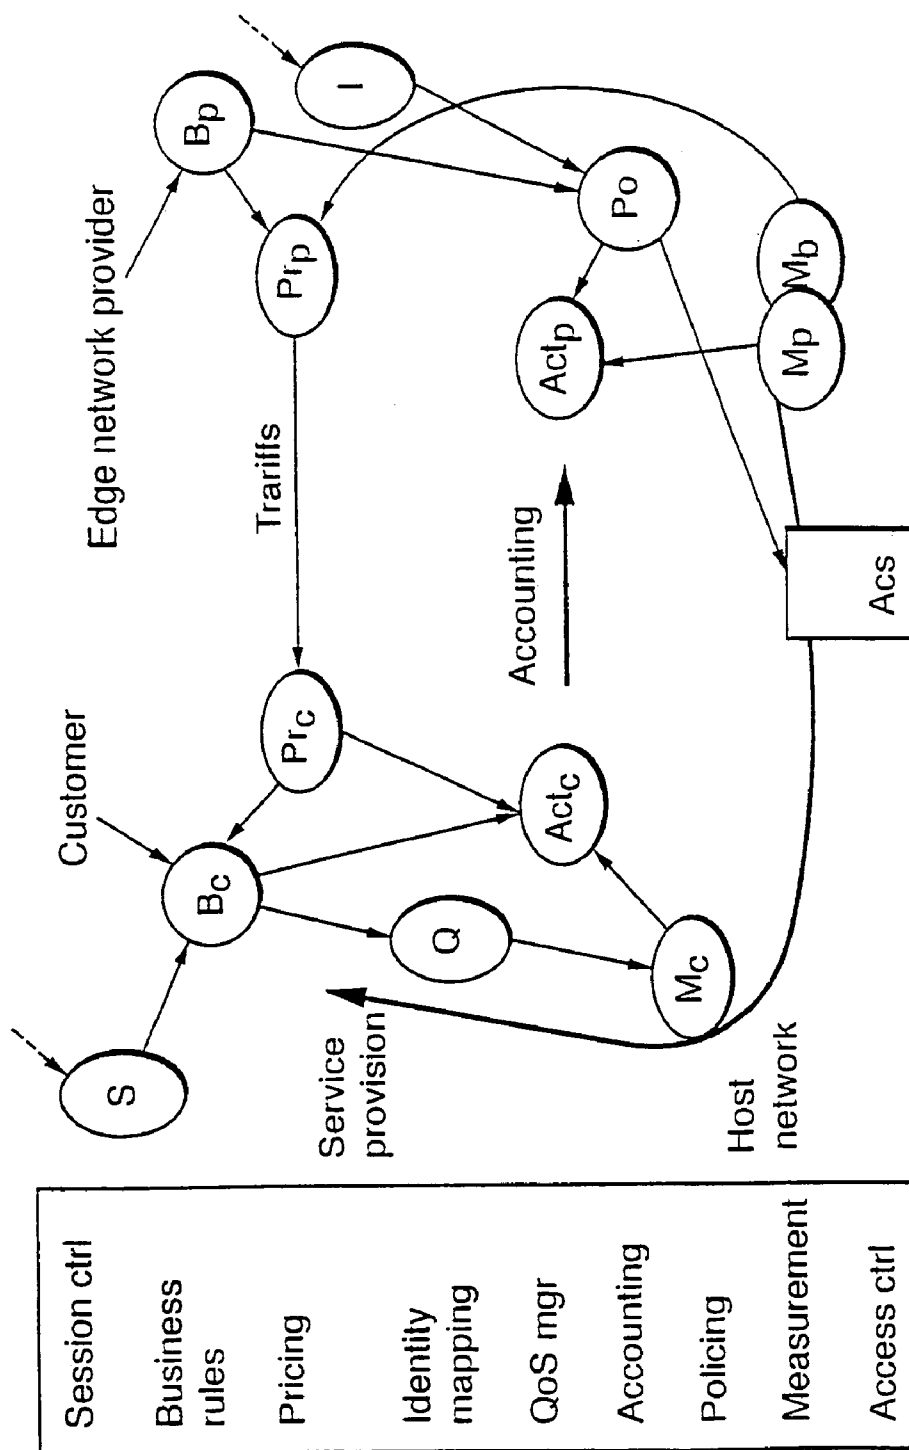 Session ctrl
Business
rules
Pricing
Identity
mapping
QoS mgr
Accounting
Policing
Measurement
Access ctrl
Customer
Edge network provider
S
Bc
Prc
Trariffs
Prp
Bp
I
Service
provision
Q
Actc
Accounting
Actp
Po
Mc
Mp
Mb
Host
network
Acs